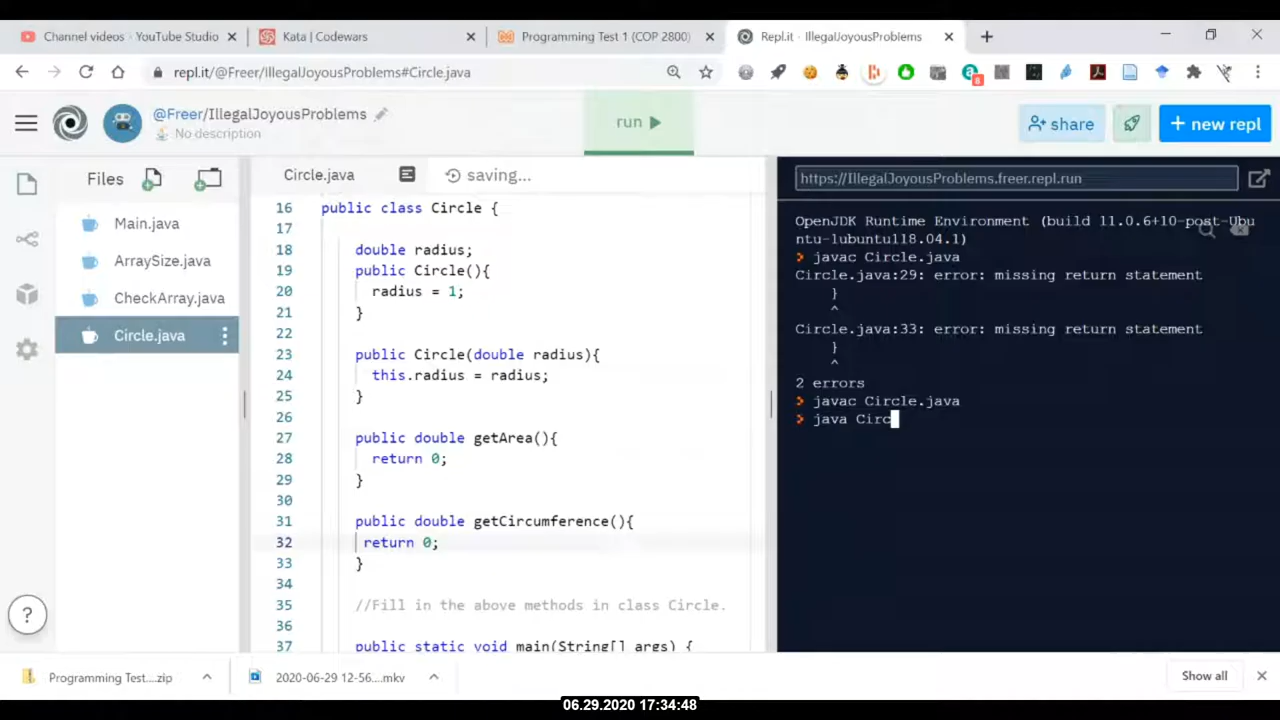 Channel videos - YouTube Studio
Kata | Codewars
Programming Test 1 (COP 2800)
Repl.it - IllegalJoyousProblems
repl.it/@Freer/IllegalJoyousProblems#Circle.java
8
@Freer/IllegalJoyousProblems
No description
run
share
+ new repl
Files
Main.java
ArraySize.java
CheckArray.java
Circle.java
Circle.java
saving...
16 public class Circle {
17
18 double radius;
19 public Circle(){
20 radius = 1;
21 }
22
23 public Circle(double radius){
24 this.radius = radius;
25 }
26
27 public double getArea(){
28 return 0;
29 }
30
31 public double getCircumference(){
32 return 0;
33 }
34
35 //Fill in the above methods in class Circle.
36
37 public static void main(String[] args) {
https://IllegalJoyousProblems.freer.repl.run
OpenJDK Runtime Environment (build 11.0.6+10-post-Ubu
ntu-1ubuntu118.04.1)
> javac Circle.java
Circle.java:29: error: missing return statement
}
^
Circle.java:33: error: missing return statement
}
^
2 errors
> javac Circle.java
> java Circ
?
Programming Test....zip
2020-06-29 12-56....mkv
Show all
06.29.2020 17:34:48